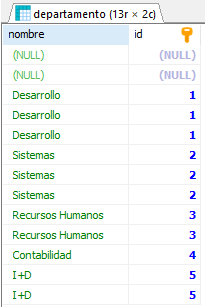 departamento (13r × 2c)
nombre id
(NULL) (NULL)
(NULL) (NULL)
Desarrollo 1
Desarrollo 1
Desarrollo 1
Sistemas 2
Sistemas 2
Sistemas 2
Recursos Humanos 3
Recursos Humanos 3
Contabilidad 4
I+D 5
I+D 5